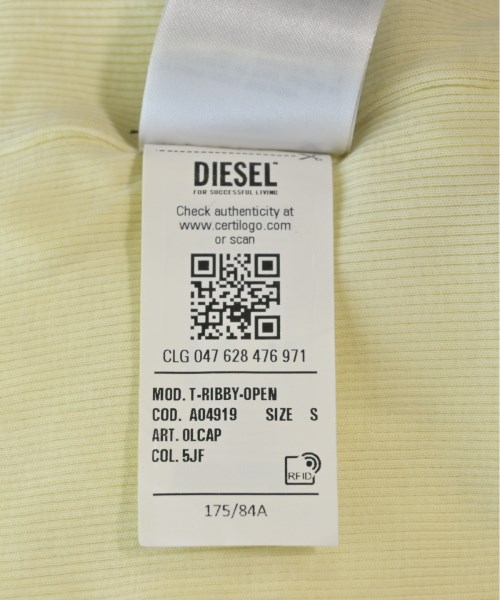 DIESEL™
FOR SUCCESSFUL LIVING
Check authenticity at
www.certilogo.com
or scan
CLG 047 628 476 971
MOD. T-RIBBY-OPEN
COD. A04919 SIZE S
ART. 0LCAP
COL. 5JF
RFID
175/84A